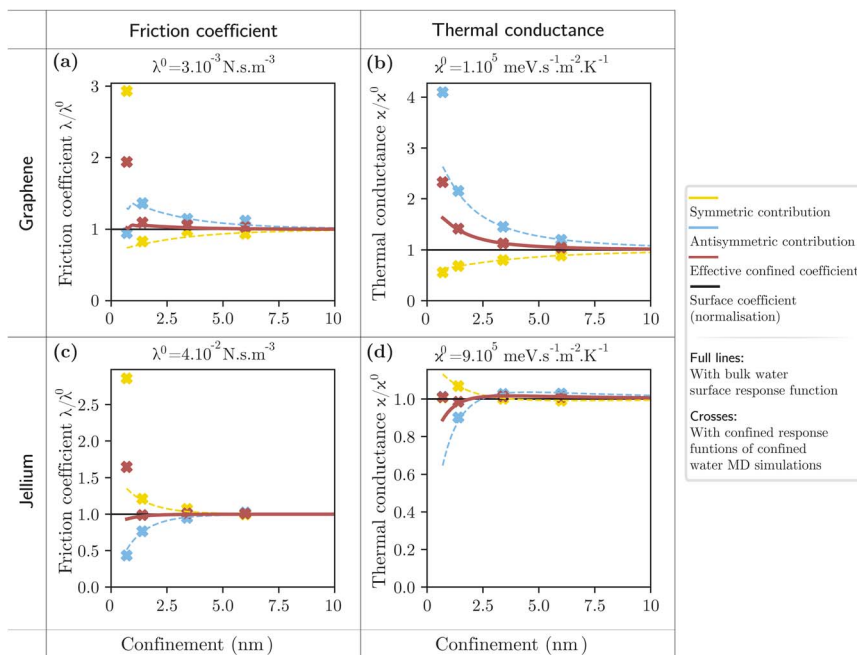 Friction coefficient
Thermal conductance
Graphene
Jellium
(a)
λ⁰=3.10⁻³ N.s.m⁻³
Friction coefficient λ/λ⁰
3
2
1
0
0 2.5 5.0 7.5 10
(b)
ϰ⁰=1.10⁵ meV.s⁻¹.m⁻².K⁻¹
Thermal conductance ϰ/ϰ⁰
4
3
2
1
0
0 2.5 5.0 7.5 10
(c)
λ⁰=4.10⁻² N.s.m⁻³
Friction coefficient λ/λ⁰
2.5
2.0
1.5
1.0
0.5
0.0
0 2.5 5.0 7.5 10
(d)
ϰ⁰=9.10⁵ meV.s⁻¹.m⁻².K⁻¹
Thermal conductance ϰ/ϰ⁰
1.0
0.8
0.6
0.4
0.2
0.0
0 2.5 5.0 7.5 10
Confinement (nm)
Confinement (nm)
Symmetric contribution
Antisymmetric contribution
Effective confined coefficient
Surface coefficient
(normalisation)
Full lines:
With bulk water
surface response function
Crosses:
With confined response
funtions of confined
water MD simulations